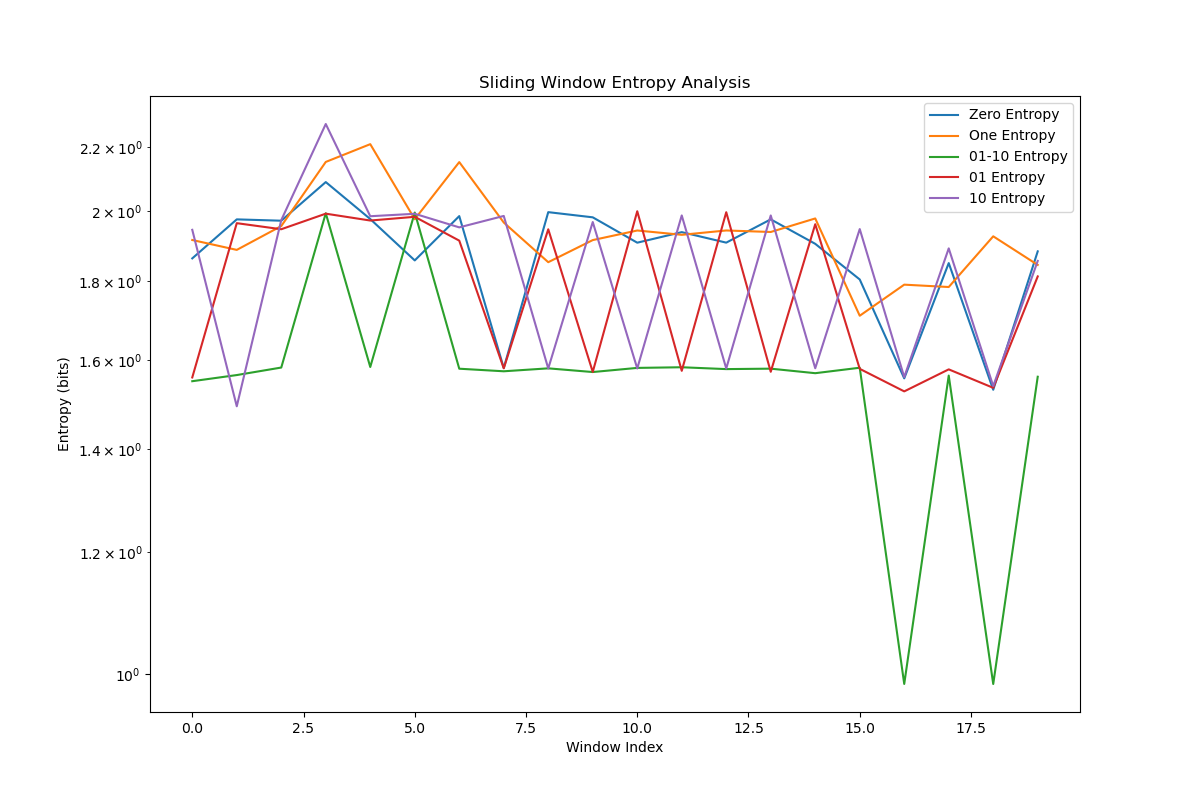 Sliding Window Entropy Analysis
Zero Entropy
One Entropy
01-10 Entropy
01 Entropy
10 Entropy
2.2 × 10⁰
2 × 10⁰
1.8 × 10⁰
1.6 × 10⁰
1.4 × 10⁰
1.2 × 10⁰
10⁰
Entropy (bits)
0.0 2.5 5.0 7.5 10.0 12.5 15.0 17.5
Window Index